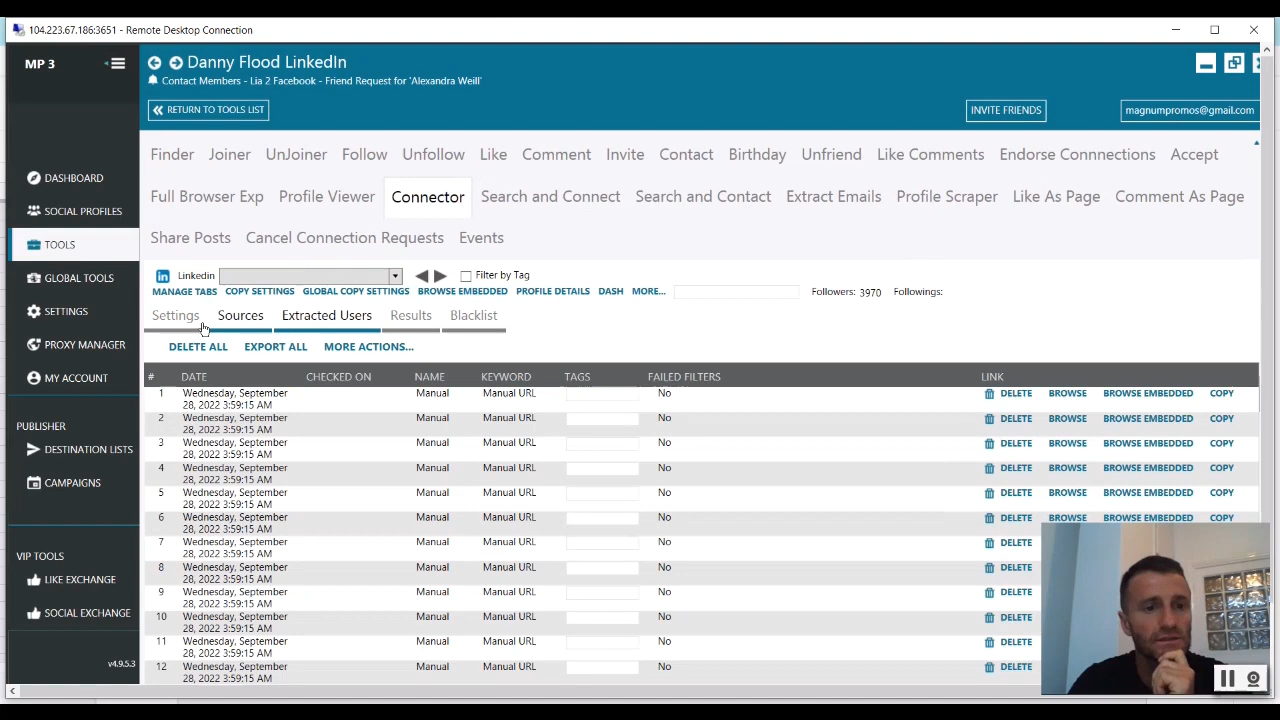 104.223.67.186:3651 - Remote Desktop Connection
MP 3
Danny Flood LinkedIn
Contact Members - Lia 2 Facebook - Friend Request for 'Alexandra Weill'
RETURN TO TOOLS LIST
INVITE FRIENDS
magnumpromos@gmail.com
Finder Joiner UnJoiner Follow Unfollow Like Comment Invite Contact Birthday Unfriend Like Comments Endorse Connnections Accept
Full Browser Exp Profile Viewer Connector Search and Connect Search and Contact Extract Emails Profile Scraper Like As Page Comment As Page
Share Posts Cancel Connection Requests Events
DASHBOARD
SOCIAL PROFILES
TOOLS
GLOBAL TOOLS
SETTINGS
PROXY MANAGER
MY ACCOUNT
PUBLISHER
DESTINATION LISTS
CAMPAIGNS
VIP TOOLS
LIKE EXCHANGE
SOCIAL EXCHANGE
v4.9.5.3
in Linkedin Filter by Tag
MANAGE TABS COPY SETTINGS GLOBAL COPY SETTINGS BROWSE EMBEDDED PROFILE DETAILS DASH MORE... Followers: 3970 Followings:
Settings Sources Extracted Users Results Blacklist
DELETE ALL EXPORT ALL MORE ACTIONS...
# DATE CHECKED ON NAME KEYWORD TAGS FAILED FILTERS LINK
1 Wednesday, September Manual Manual URL No DELETE BROWSE BROWSE EMBEDDED COPY
28, 2022 3:59:15 AM
2 Wednesday, September Manual Manual URL No DELETE BROWSE BROWSE EMBEDDED COPY
28, 2022 3:59:15 AM
3 Wednesday, September Manual Manual URL No DELETE BROWSE BROWSE EMBEDDED COPY
28, 2022 3:59:15 AM
4 Wednesday, September Manual Manual URL No DELETE BROWSE BROWSE EMBEDDED COPY
28, 2022 3:59:15 AM
5 Wednesday, September Manual Manual URL No DELETE BROWSE BROWSE EMBEDDED COPY
28, 2022 3:59:15 AM
6 Wednesday, September Manual Manual URL No DELETE BROWSE BROWSE EMBEDDED COPY
28, 2022 3:59:15 AM
7 Wednesday, September Manual Manual URL No DELETE
28, 2022 3:59:15 AM
8 Wednesday, September Manual Manual URL No DELETE
28, 2022 3:59:15 AM
9 Wednesday, September Manual Manual URL No DELETE
28, 2022 3:59:15 AM
10 Wednesday, September Manual Manual URL No DELETE
28, 2022 3:59:15 AM
11 Wednesday, September Manual Manual URL No DELETE
28, 2022 3:59:15 AM
12 Wednesday, September Manual Manual URL No DELETE
28, 2022 3:59:15 AM